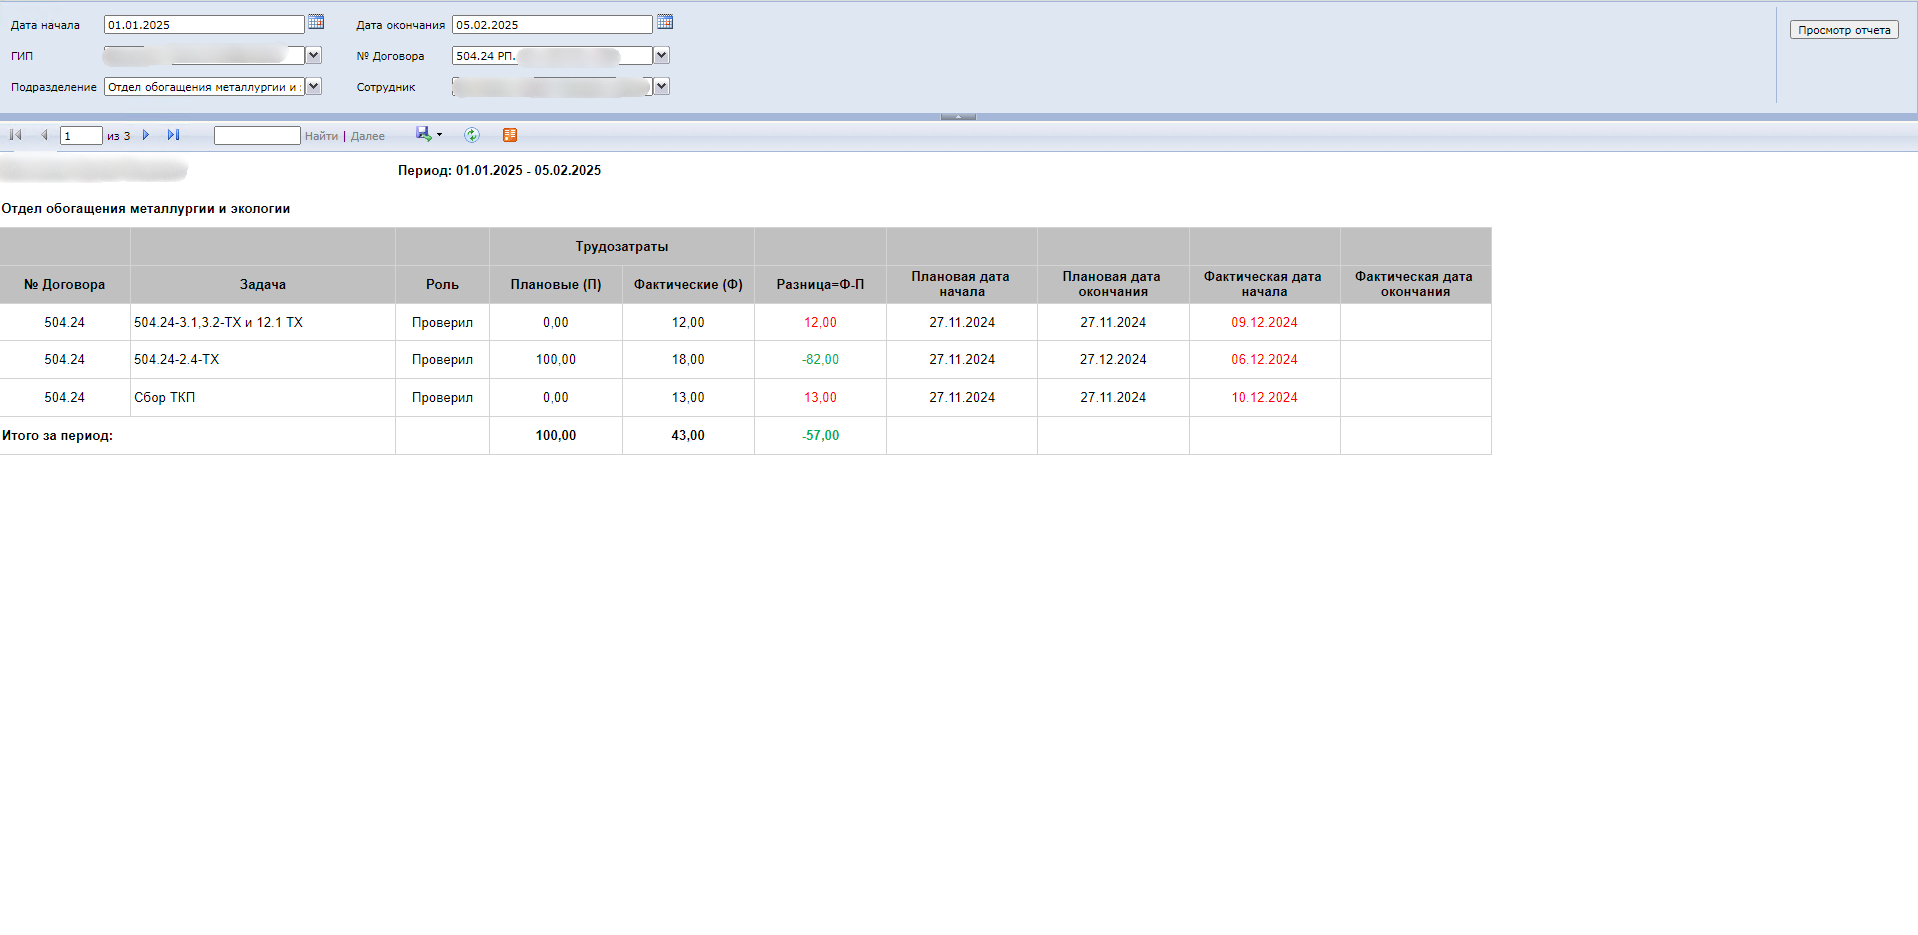 Дата начала 01.01.2025 Дата окончания 05.02.2025 Просмотр отчета
ГИП № Договора 504.24 РП.
Подразделение Отдел обогащения металлургии и Сотрудник
1 из 3 Найти | Далее
Период: 01.01.2025 - 05.02.2025
Отдел обогащения металлургии и экологии
Трудозатраты
№ Договора Задача Роль Плановые (П) Фактические (Ф) Разница=Ф-П Плановая дата начала Плановая дата окончания Фактическая дата начала Фактическая дата окончания
504.24 504.24-3.1,3.2-ТХ и 12.1 ТХ Проверил 0,00 12,00 12,00 27.11.2024 27.11.2024 09.12.2024
504.24 504.24-2.4-ТХ Проверил 100,00 18,00 -82,00 27.11.2024 27.12.2024 06.12.2024
504.24 Сбор ТКП Проверил 0,00 13,00 13,00 27.11.2024 27.11.2024 10.12.2024
Итого за период: 100,00 43,00 -57,00